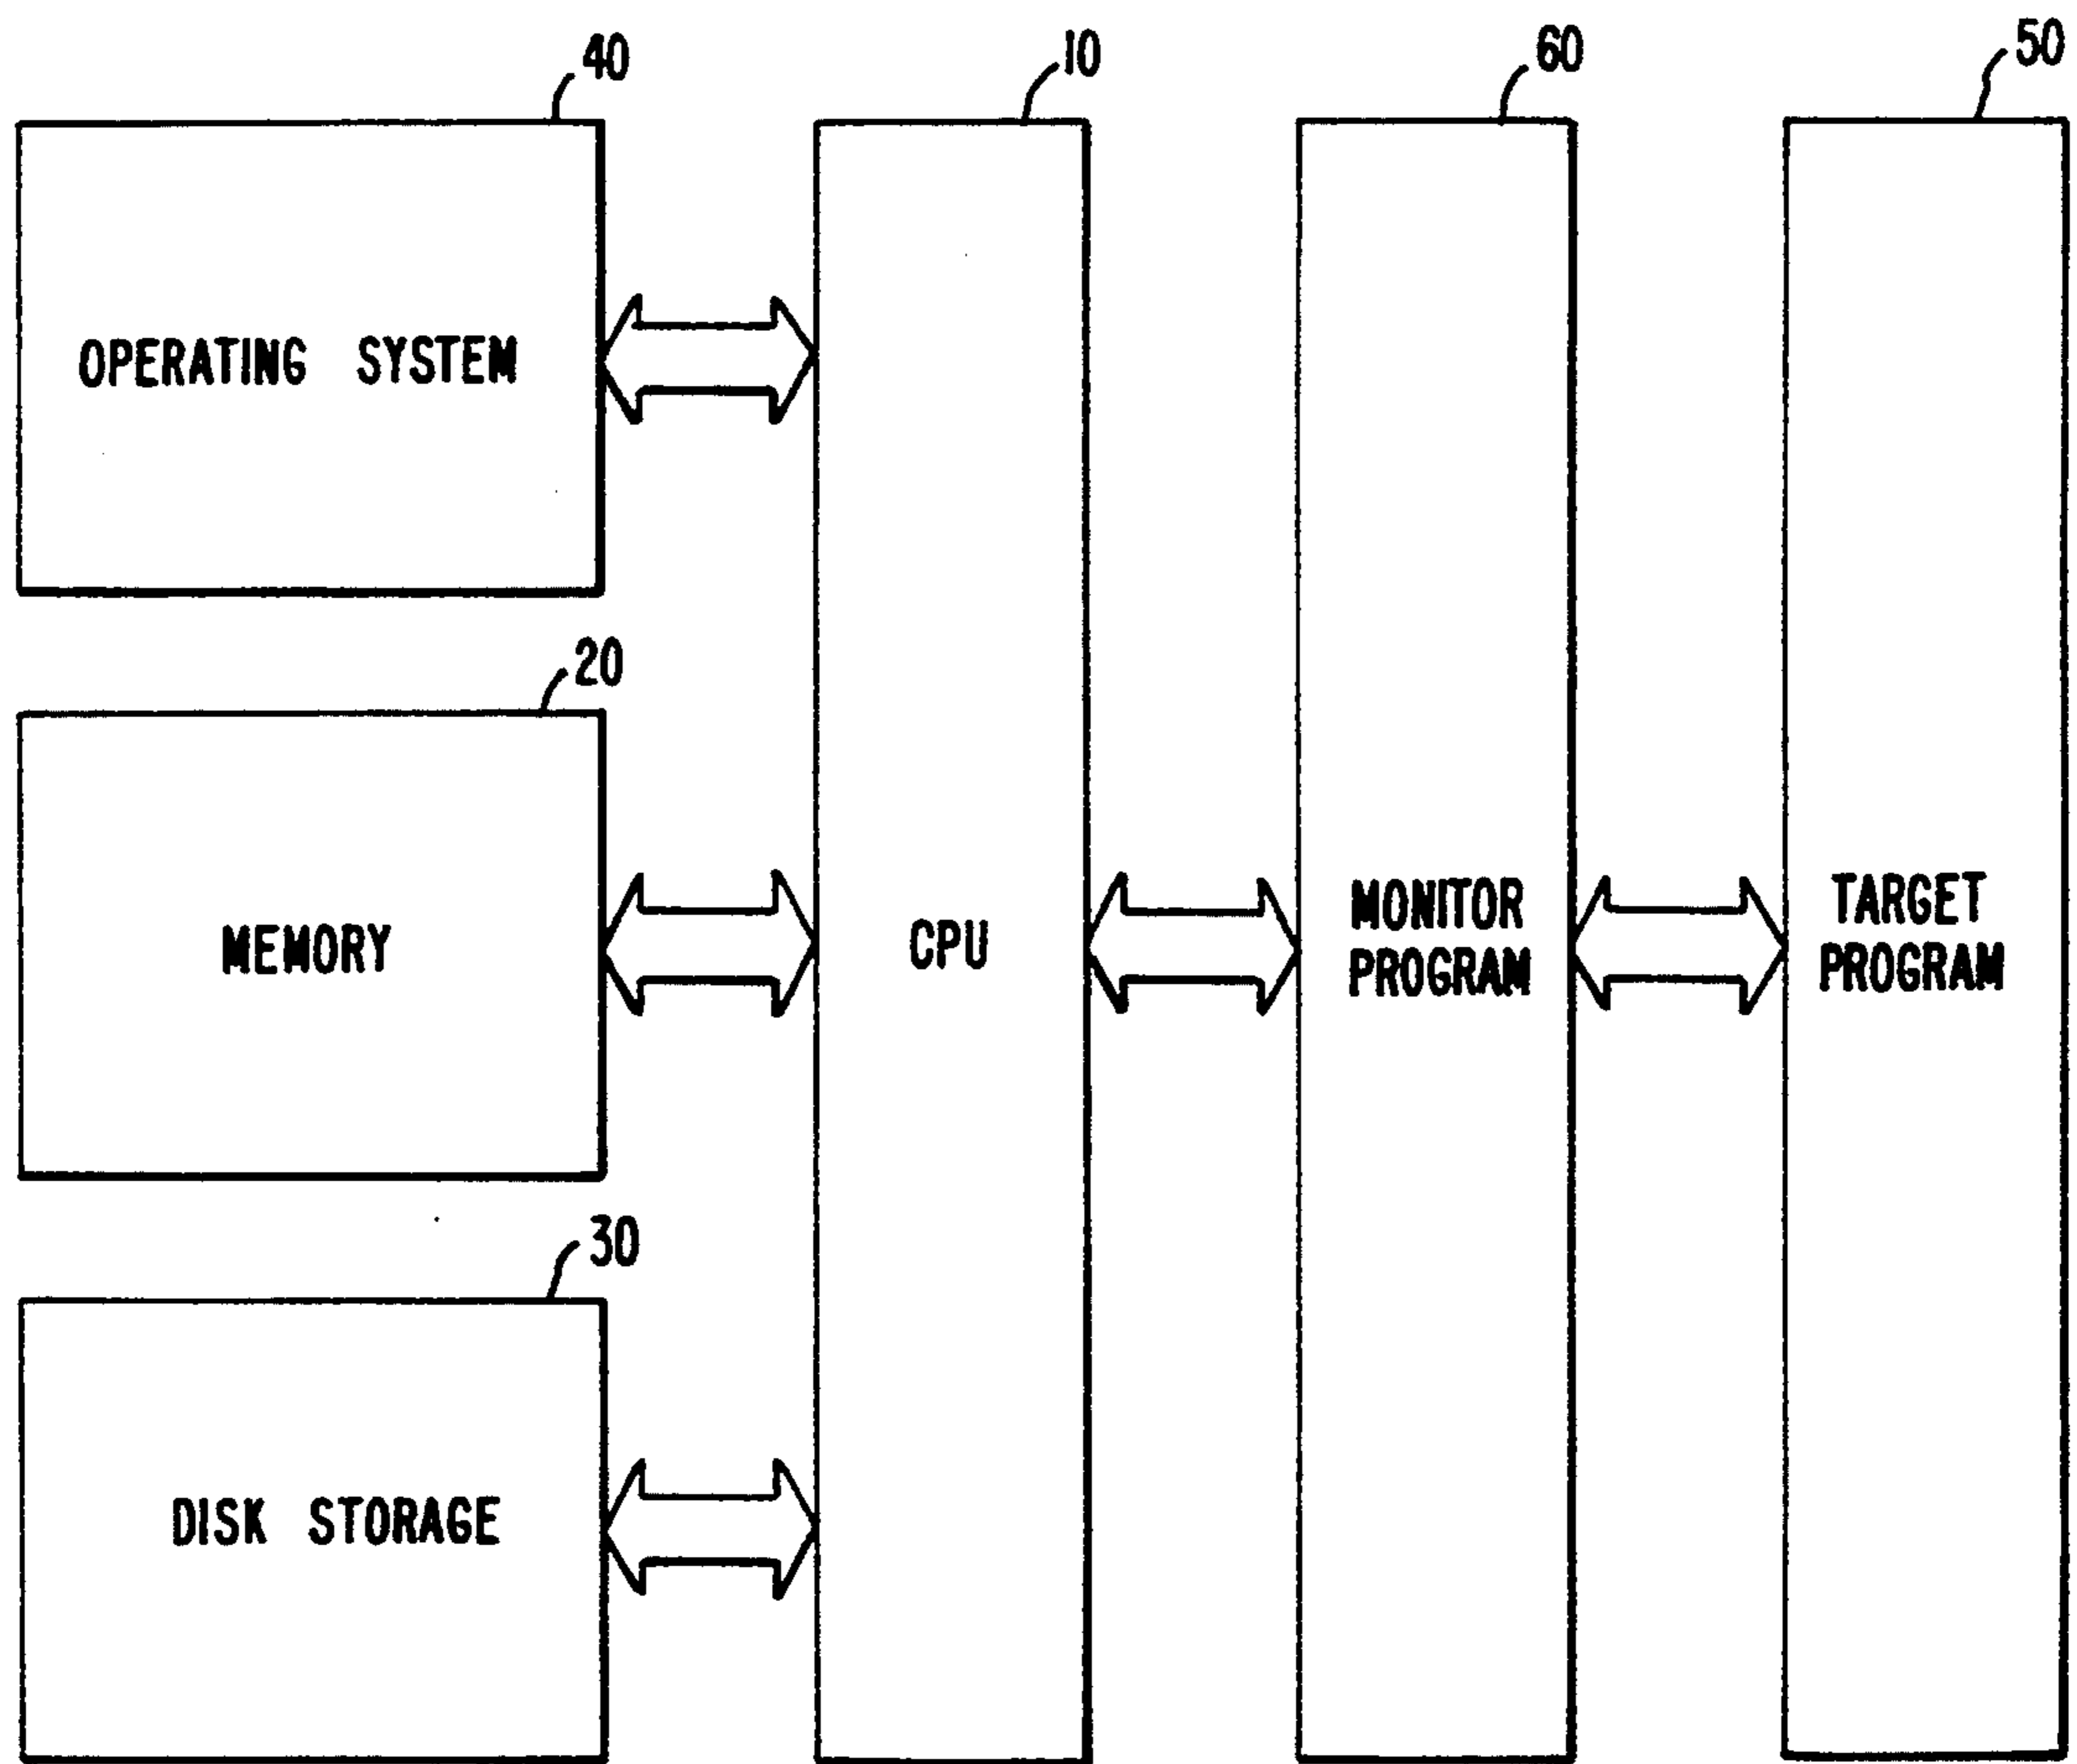 40
10
60
50
OPERATING SYSTEM
20
MEMORY
CPU
MONITOR
PROGRAM
TARGET
PROGRAM
30
DISK STORAGE